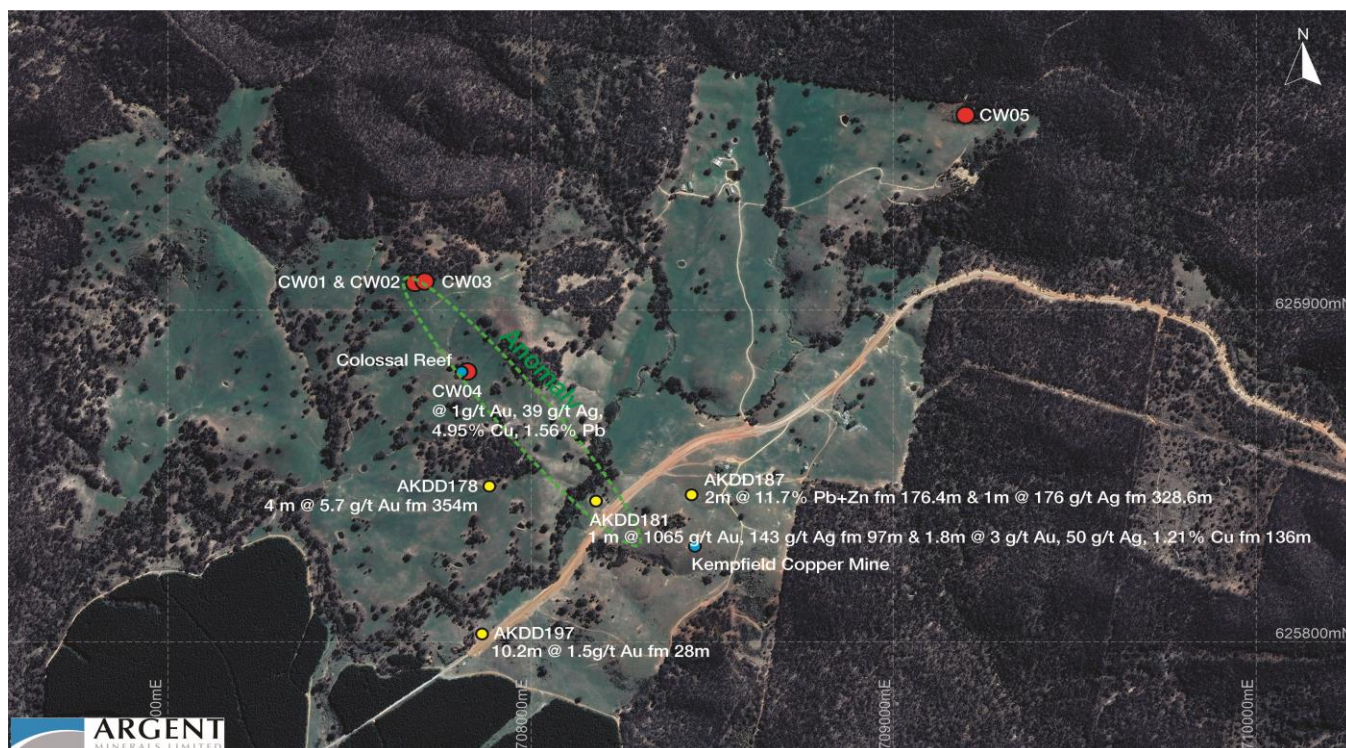 N
CW05
CW01 & CW02
CW03
625900mN
Anomaly
Colossal Reef
CW04
@ 1g/t Au, 39 g/t Ag,
4.95% Cu, 1.56% Pb
AKDD178
4 m @ 5.7 g/t Au fm 354m
AKDD187
2m @ 11.7% Pb+Zn fm 176.4m & 1m @ 176 g/t Ag fm 328.6m
AKDD181
1 m @ 1065 g/t Au, 143 g/t Ag fm 97m & 1.8m @ 3 g/t Au, 50 g/t Ag, 1.21% Cu fm 136m
Kempfield Copper Mine
AKDD197
10.2m @ 1.5g/t Au fm 28m
625800mN
708000mE
709000mE
710000mE
ARGENT
MINERALS LIMITED